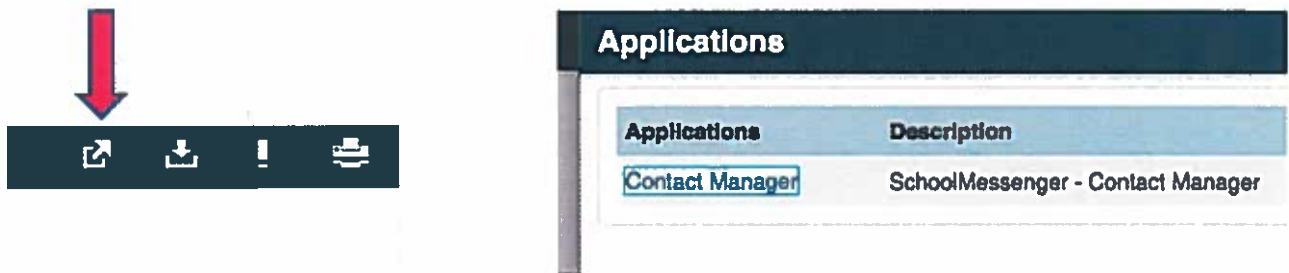 Applications
Applications Description
Contact Manager SchoolMessenger - Contact Manager